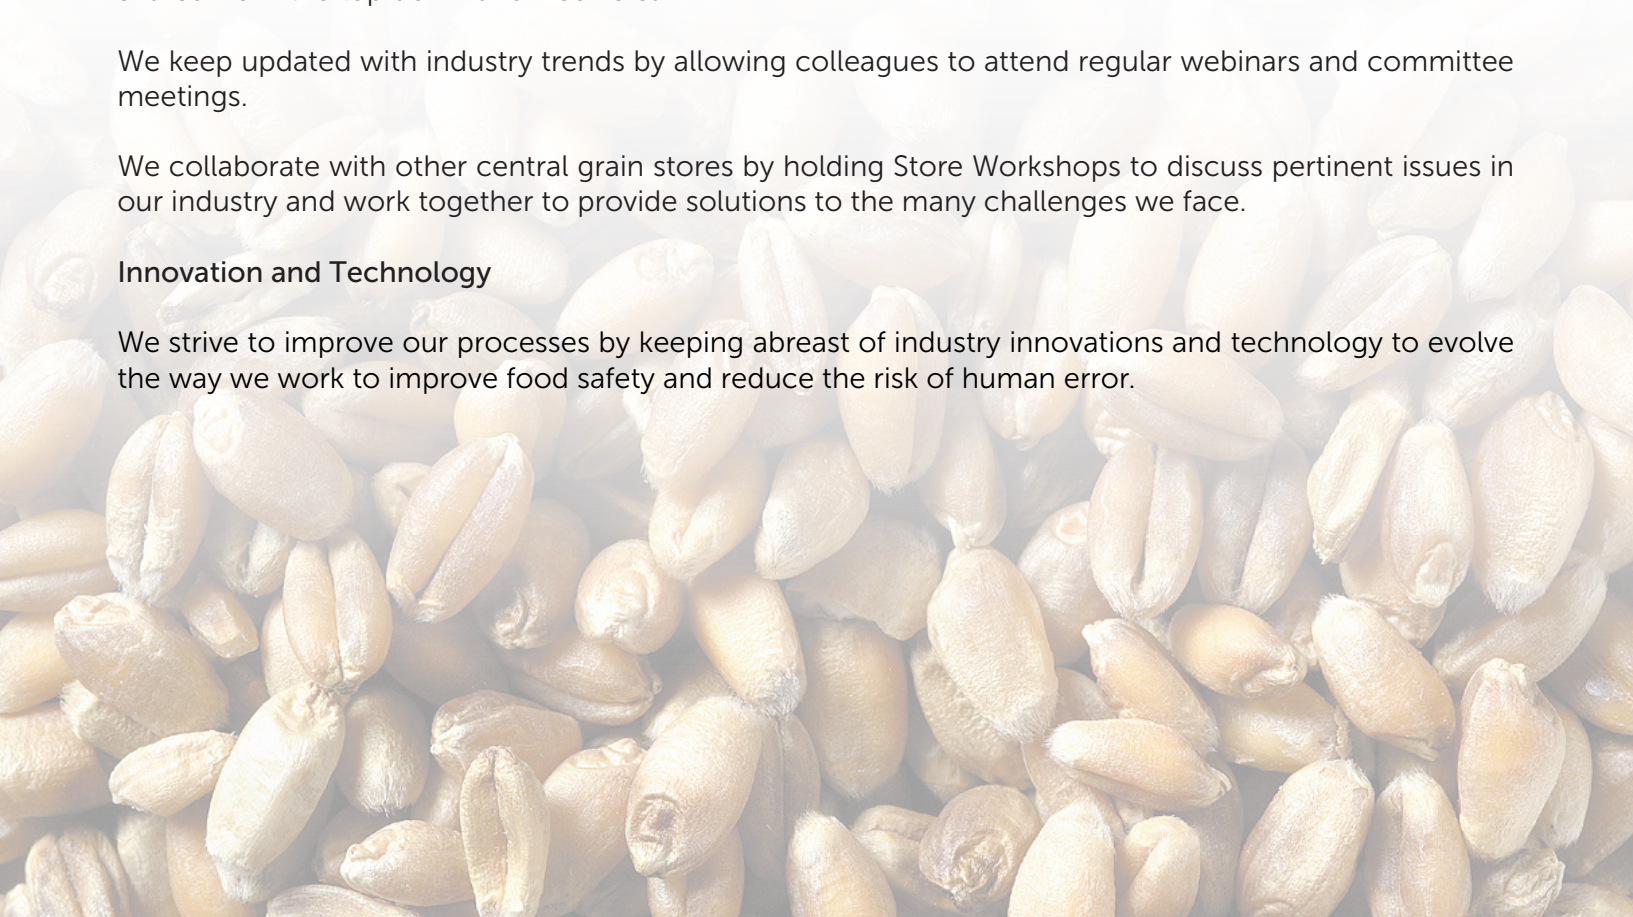 We keep updated with industry trends by allowing colleagues to attend regular webinars and committee
meetings.
We collaborate with other central grain stores by holding Store Workshops to discuss pertinent issues in
our industry and work together to provide solutions to the many challenges we face.
Innovation and Technology
We strive to improve our processes by keeping abreast of industry innovations and technology to evolve
the way we work to improve food safety and reduce the risk of human error.